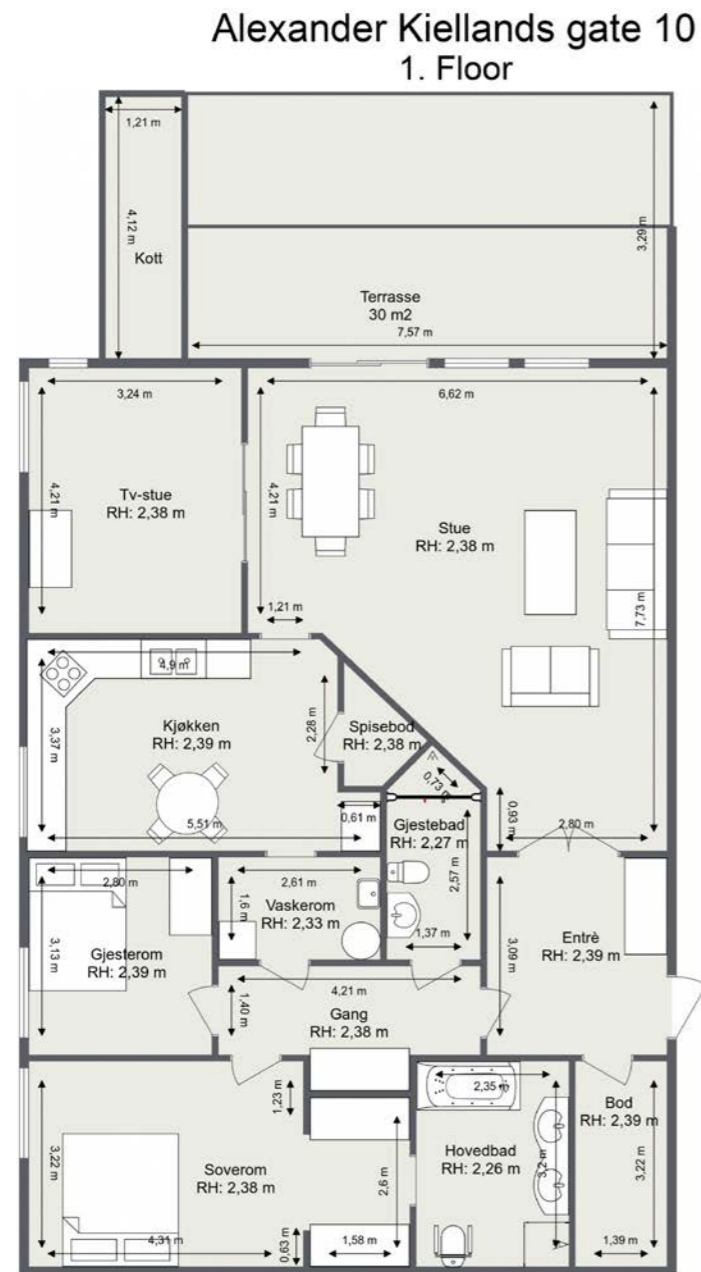 Alexander Kiellands gate 10
1. Floor
1,21 m
4,12 m
Kott
3,29 m
Terrasse
30 m2
7,57 m
3,24 m
6,62 m
4,21 m
Tv-stue
RH: 2,38 m
4,21 m
Stue
RH: 2,38 m
7,73 m
1,21 m
4,9 m
3,37 m
Kjøkken
RH: 2,39 m
2,28 m
Spisebod
RH: 2,38 m
0,73 m
5,51 m
0,61 m
Gjestebad
RH: 2,27 m
2,57 m
1,37 m
0,93 m
2,80 m
2,80 m
3,13 m
Gjesterom
RH: 2,39 m
2,61 m
1,6 m
Vaskerom
RH: 2,33 m
3,09 m
Entrè
RH: 2,39 m
4,21 m
1,40 m
Gang
RH: 2,38 m
1,23 m
3,22 m
Soverom
RH: 2,38 m
4,31 m
0,63 m
2,6 m
1,58 m
2,35 m
Hovedbad
RH: 2,26 m
3,2 m
Bod
RH: 2,39 m
3,22 m
1,39 m